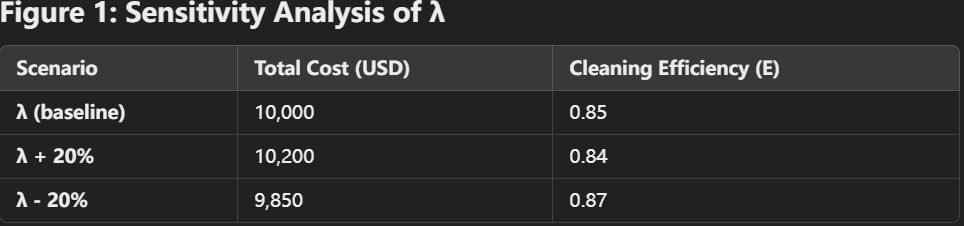 Figure 1: Sensitivity Analysis of λ
Scenario Total Cost (USD) Cleaning Efficiency (E)
λ (baseline) 10,000 0.85
λ + 20% 10,200 0.84
λ - 20% 9,850 0.87